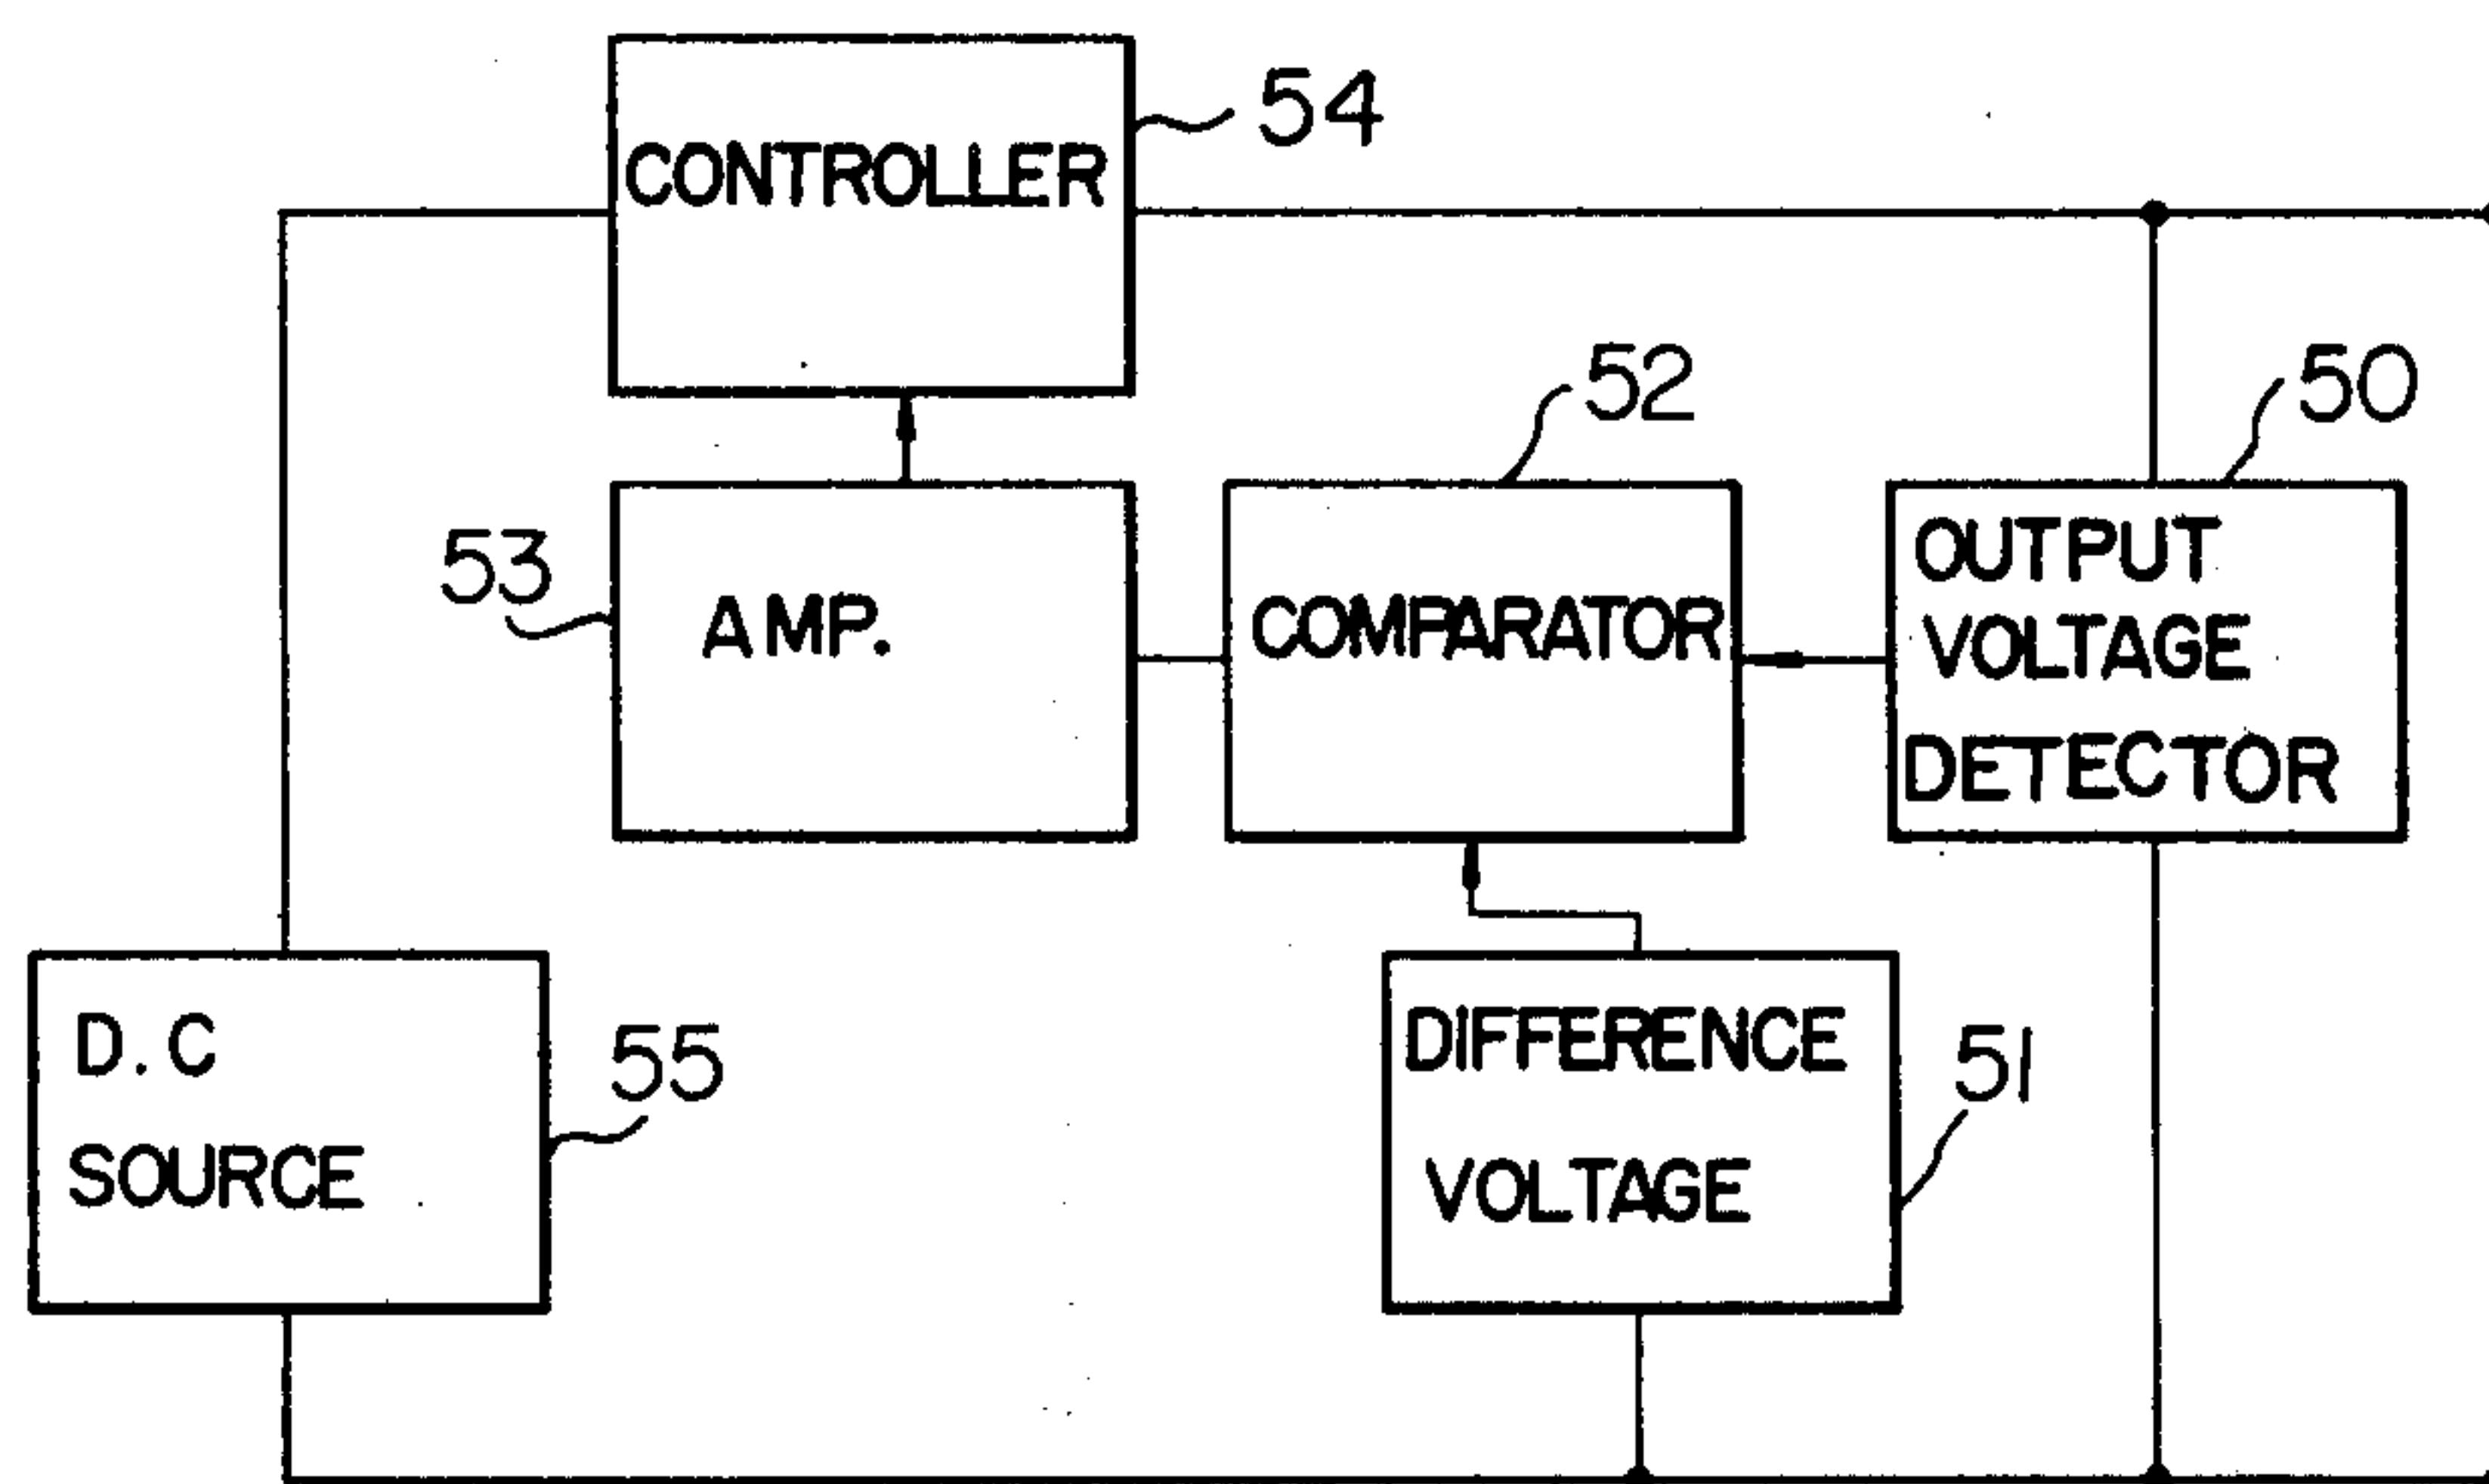 54
CONTROLLER
52
50
53
AMP.
COMPARATOR
OUTPUT
VOLTAGE
DETECTOR
D.C
SOURCE
55
DIFFERENCE
VOLTAGE
51